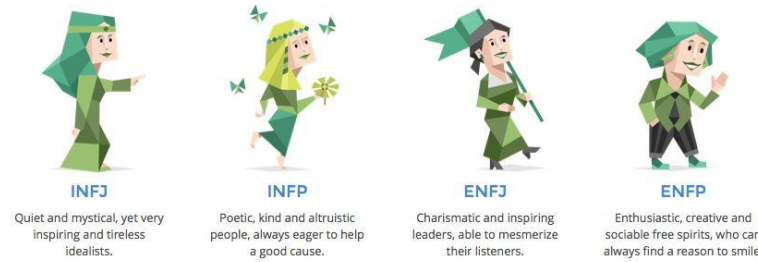 INFJ
Quiet and mystical, yet very
inspiring and tireless
idealists.
INFP
Poetic, kind and altruistic
people, always eager to help
a good cause.
ENFJ
Charismatic and inspiring
leaders, able to mesmerize
their listeners.
ENFP
Enthusiastic, creative and
sociable free spirits, who can
always find a reason to smile